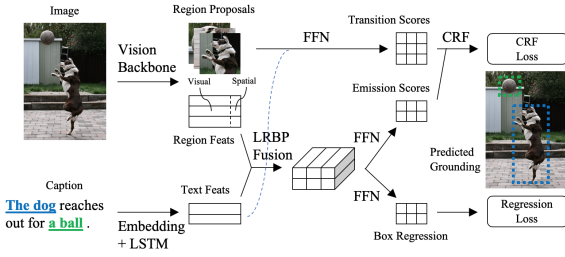 Image
Region Proposals
Transition Scores
FFN
CRF
CRF
Loss
Vision
Backbone
Visual
Spatial
Emission Scores
Region Feats
LRBP
Fusion
FFN
Predicted
Grounding
Caption
The dog reaches
out for a ball .
Text Feats
FFN
Embedding
+ LSTM
Box Regression
Regression
Loss